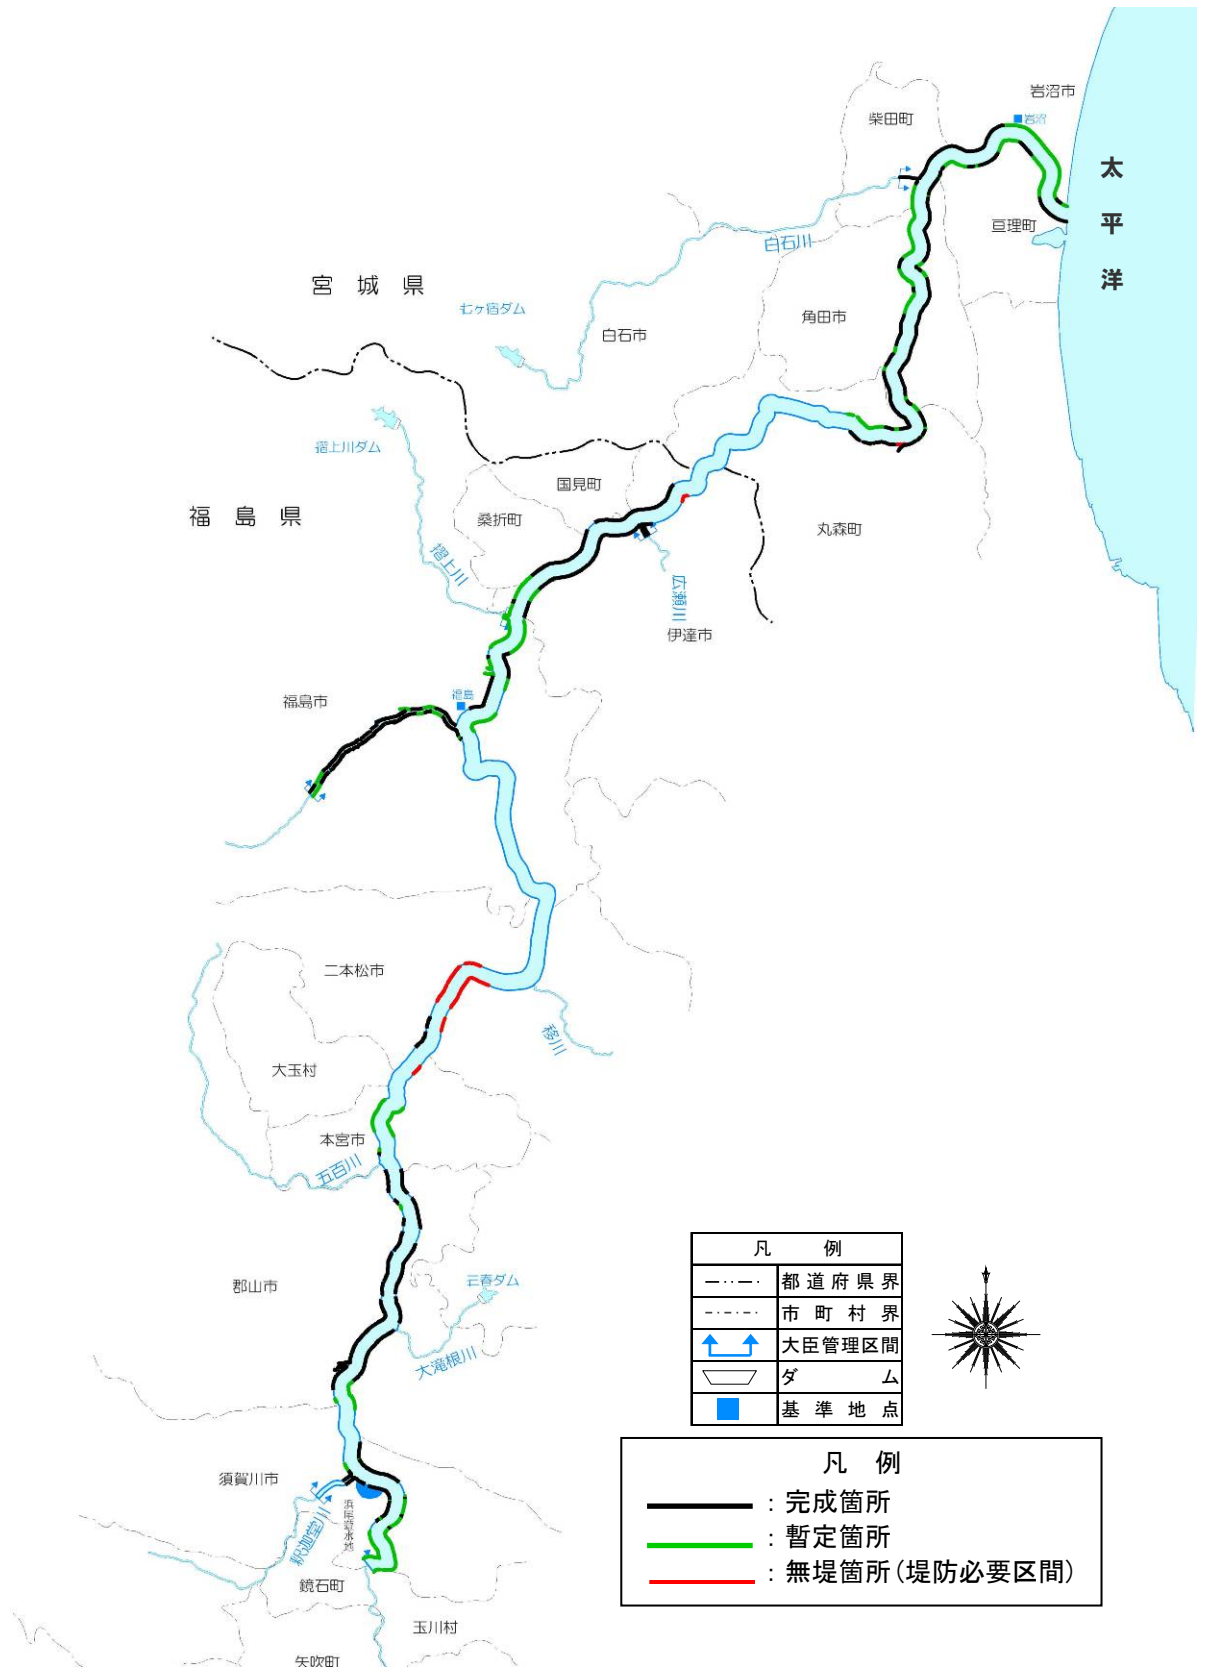 岩沼市
柴田町
岩沼
太平洋
亘理町
白石川
宮城県
七ヶ宿ダム
角田市
白石市
摺上川ダム
国見町
福島県
桑折町
丸森町
摺上川
広瀬川
伊達市
福島市
福島
二本松市
移川
大玉村
本宮市
五百川
郡山市
三春ダム
大滝根川
須賀川市
浜尾遊水地
釈迦堂川
鏡石町
玉川村
矢吹町
凡例
都道府県界
市町村界
大臣管理区間
ダム
基準地点
凡例
：完成箇所
：暫定箇所
：無堤箇所(堤防必要区間)